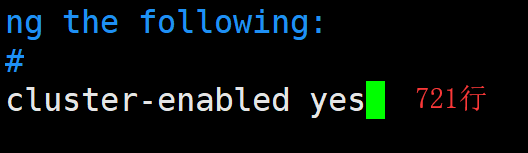 ng the following:
#
cluster-enabled yes 721行